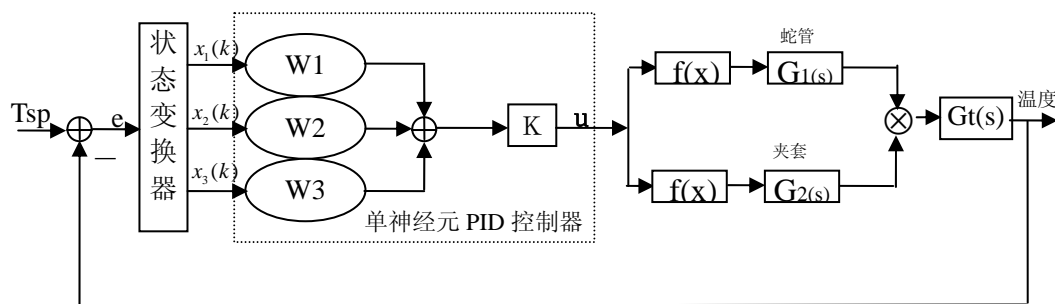 Tsp
e
状态变换器
x₁(k)
x₂(k)
x₃(k)
W1
W2
W3
单神经元 PID 控制器
K
u
f(x)
蛇管
G1(s)
f(x)
夹套
G2(s)
Gt(s)
温度